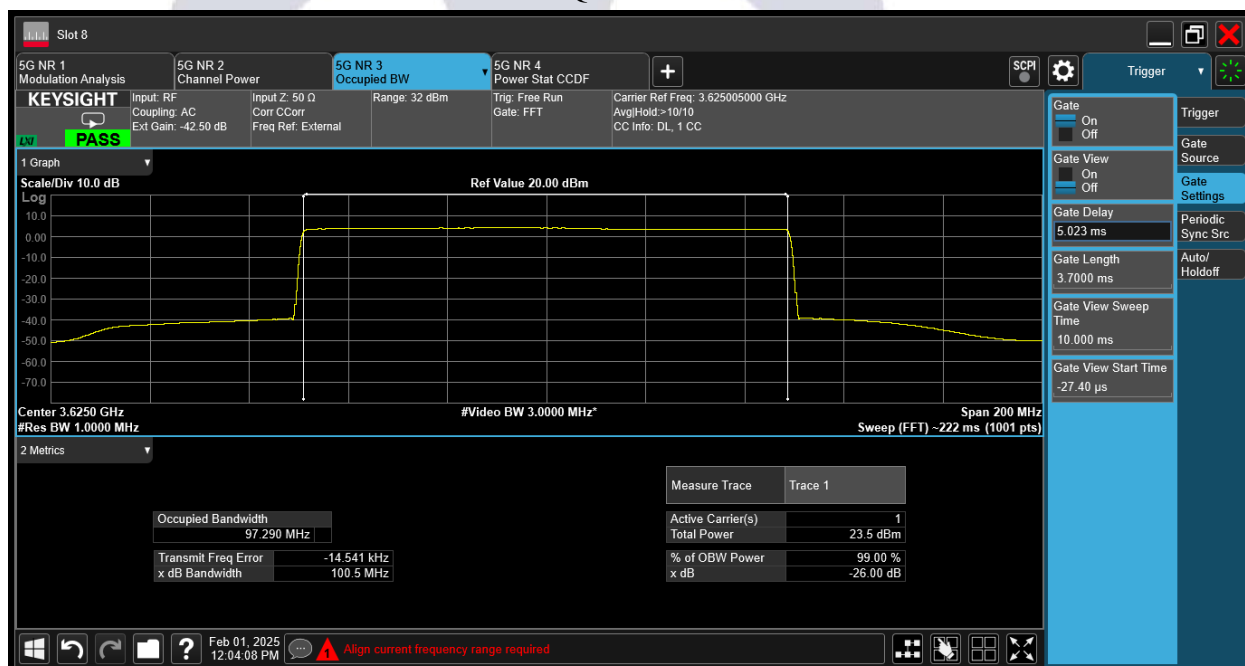 Slot 8
5G NR 1
Modulation Analysis
5G NR 2
Channel Power
5G NR 3
Occupied BW
5G NR 4
Power Stat CCDF
SCPI
Trigger
KEYSIGHT
LXI
PASS
Input: RF
Coupling: AC
Ext Gain: -42.50 dB
Input Z: 50 Ω
Corr CCorr
Freq Ref: External
Range: 32 dBm
Trig: Free Run
Gate: FFT
Carrier Ref Freq: 3.625005000 GHz
Avg|Hold:>10/10
CC Info: DL, 1 CC
1 Graph
Scale/Div 10.0 dB
Ref Value 20.00 dBm
Log
10.0
0.00
-10.0
-20.0
-30.0
-40.0
-50.0
-60.0
-70.0
Center 3.6250 GHz
#Video BW 3.0000 MHz*
Span 200 MHz
#Res BW 1.0000 MHz
Sweep (FFT) ~222 ms (1001 pts)
2 Metrics
Measure Trace Trace 1
Occupied Bandwidth
97.290 MHz
Active Carrier(s) 1
Total Power 23.5 dBm
Transmit Freq Error -14.541 kHz
x dB Bandwidth 100.5 MHz
% of OBW Power 99.00 %
x dB -26.00 dB
Gate
On
Off
Gate View
On
Off
Gate Delay
5.023 ms
Gate Length
3.7000 ms
Gate View Sweep
Time
10.000 ms
Gate View Start Time
-27.40 µs
Trigger
Gate
Source
Gate
Settings
Periodic
Sync Src
Auto/
Holdoff
?
Feb 01, 2025
12:04:08 PM
1
Align current frequency range required